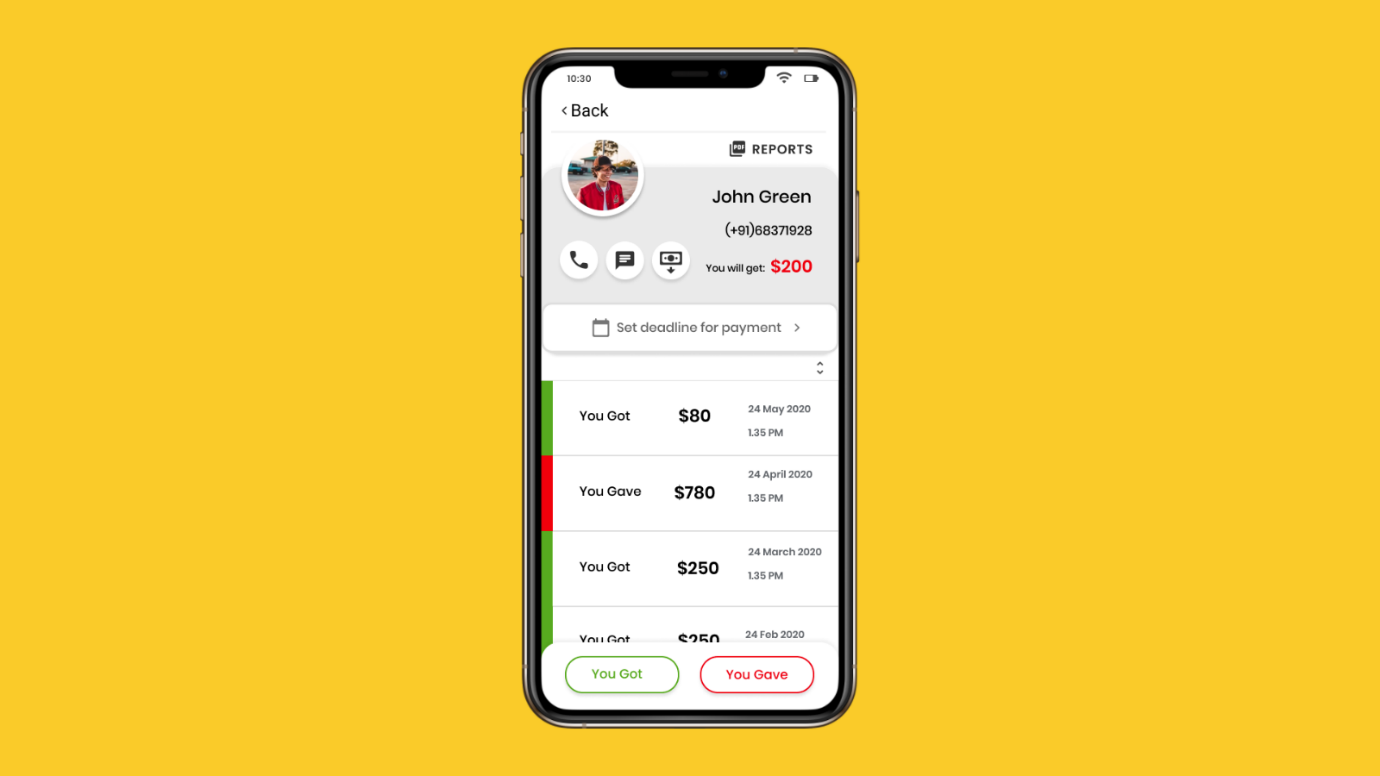 10:30
Back
PDF REPORTS
John Green
(+91)68371928
You will get: $200
Set deadline for payment
You Got $80 24 May 2020
1.35 PM
You Gave $780 24 April 2020
1.35 PM
You Got $250 24 March 2020
1.35 PM
You Got $250 24 Feb 2020
You Got You Gave